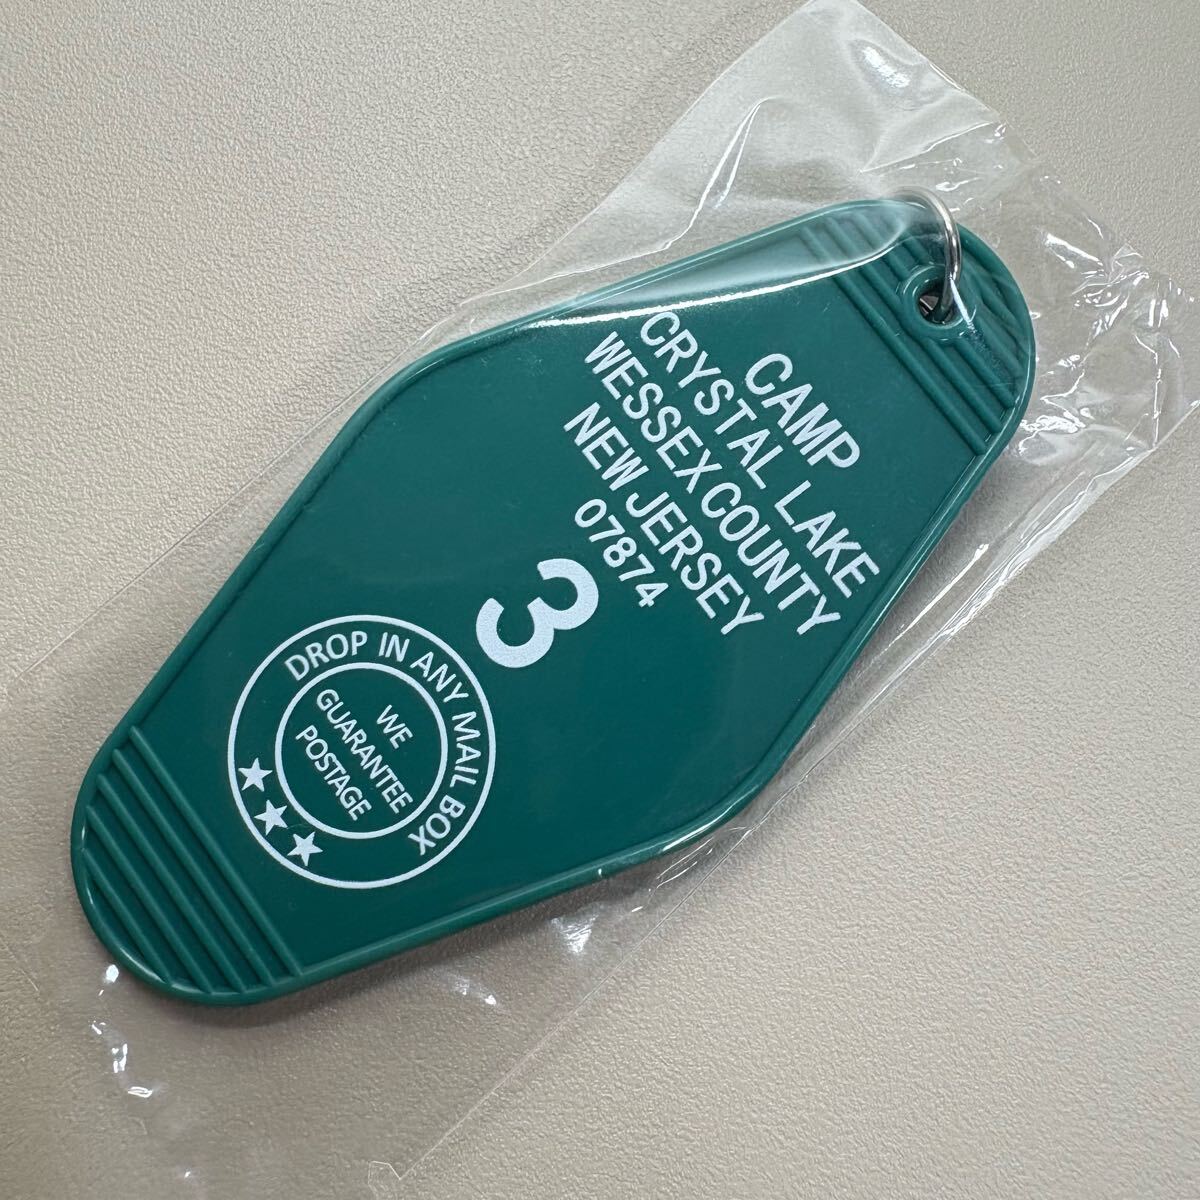 CAMP
CRYSTAL LAKE
WESSEX COUNTY
NEW JERSEY
07874
3
DROP IN ANY MAIL BOX
WE
GUARANTEE
POSTAGE